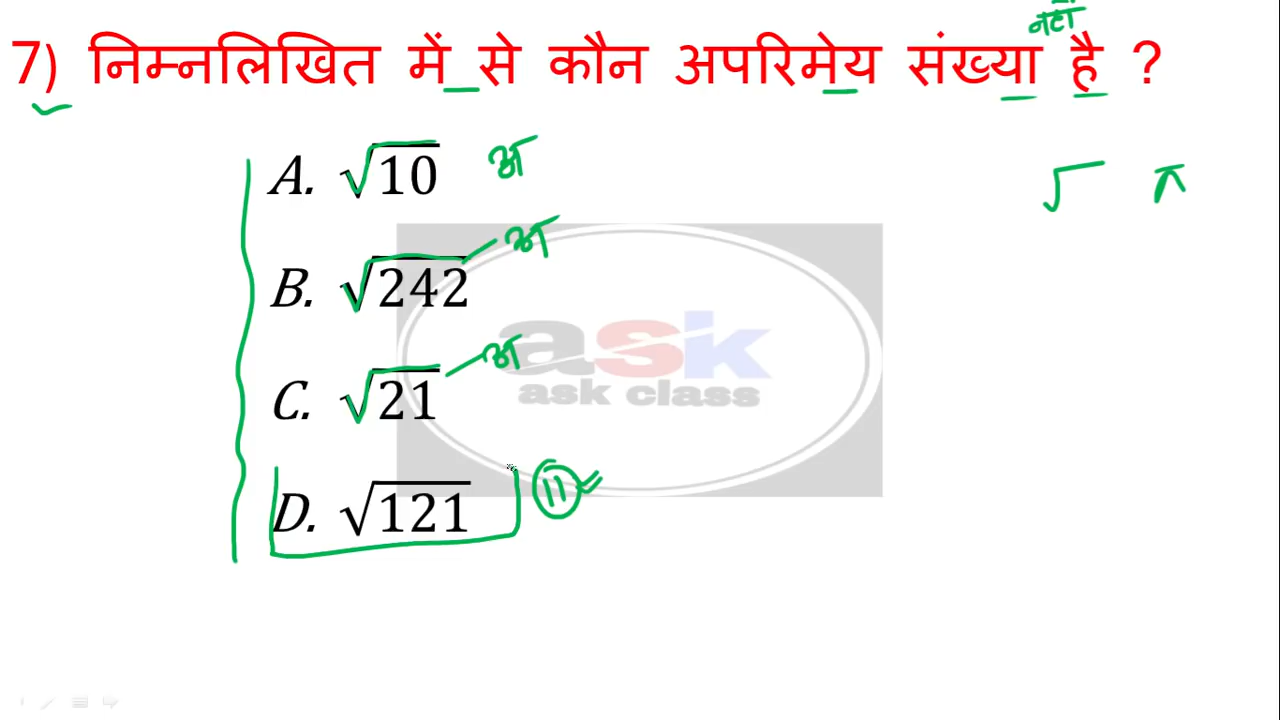 नहीं
7) निम्नलिखित में से कौन अपरिमेय संख्या है ?
A. √10 अ
√ π
B. √242 अ
C. √21 अ
ask
ask class
D. √121 11